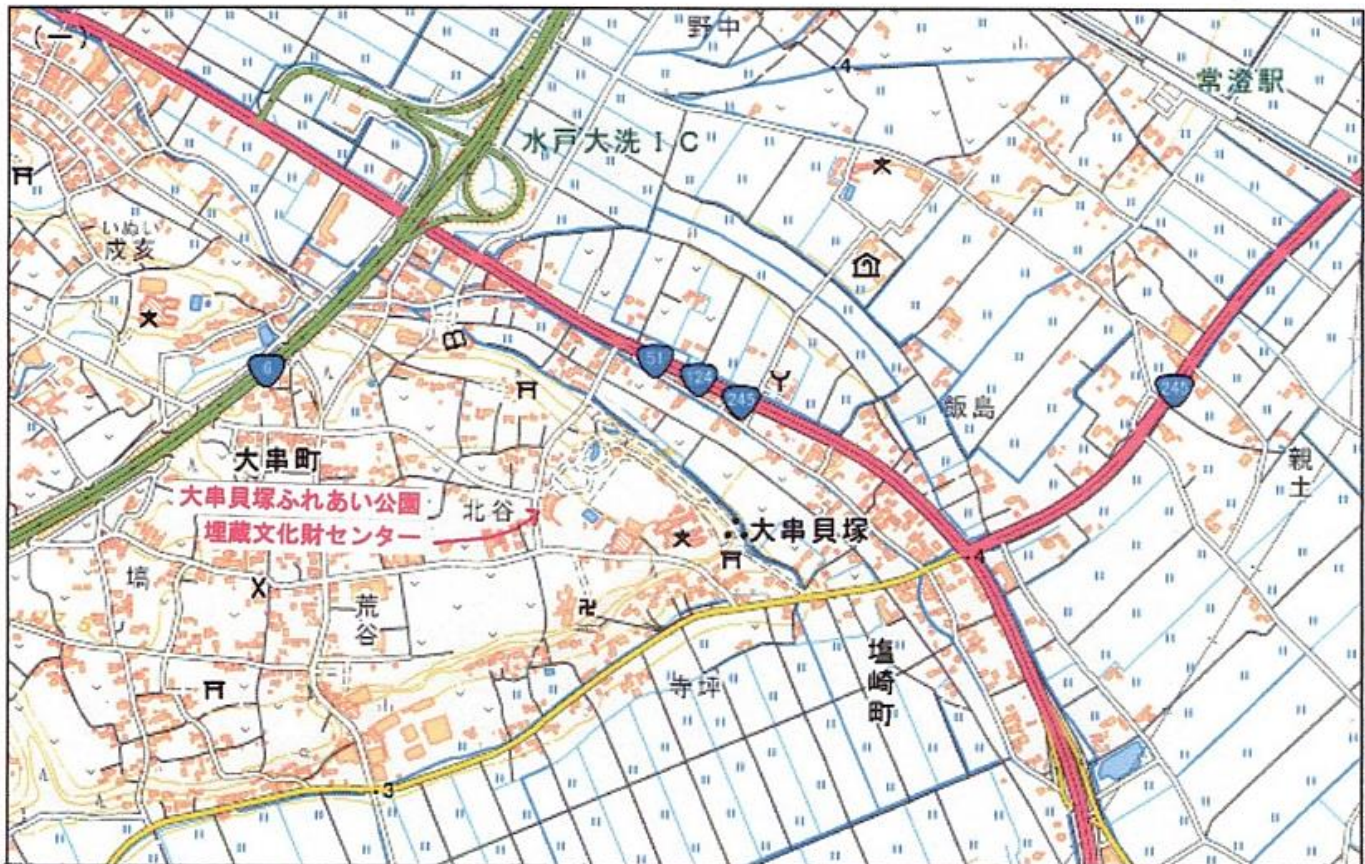 (一)
野中
4
常澄駅
水戸大洗IC
いぬい
戌亥
6
51
245
飯島
245
親土
大串町
大串貝塚ふれあい公園
埋蔵文化財センター
北谷
大串貝塚
4
塙
荒谷
塩崎町
寺坪
3